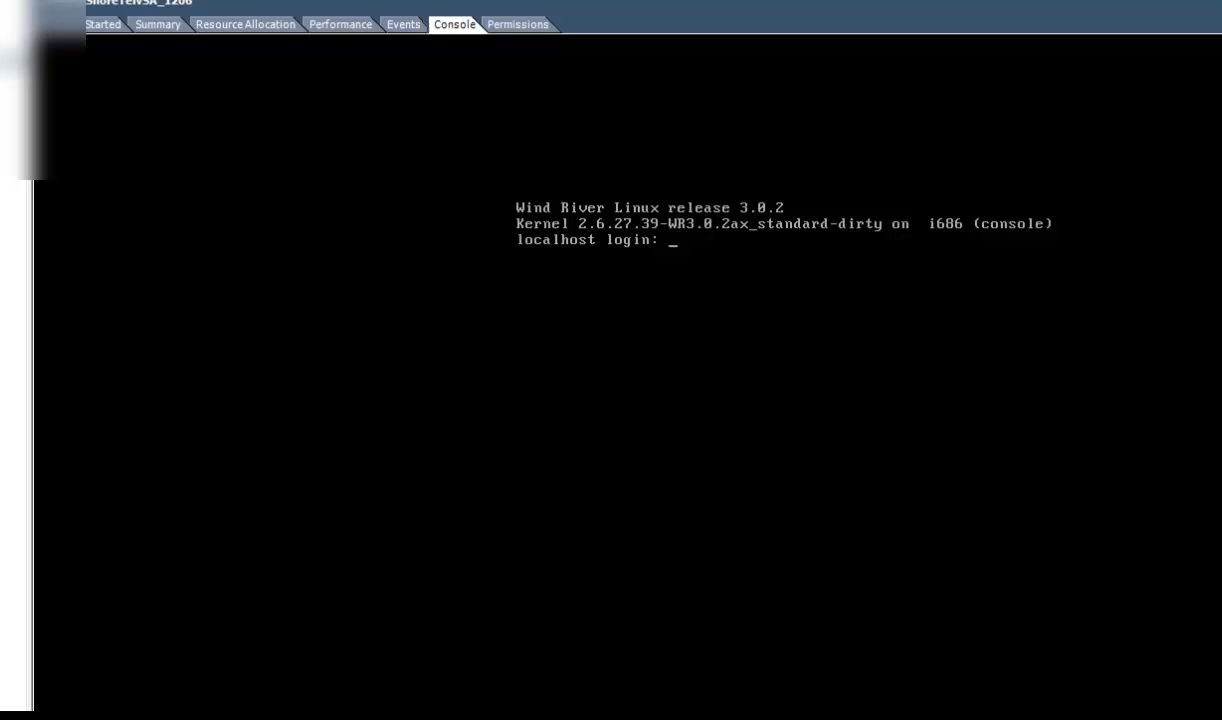 ShoreTelvSA_1206
Started Summary Resource Allocation Performance Events Console Permissions
Wind River Linux release 3.0.2
Kernel 2.6.27.39-WR3.0.2ax_standard-dirty on i686 (console)
localhost login: _